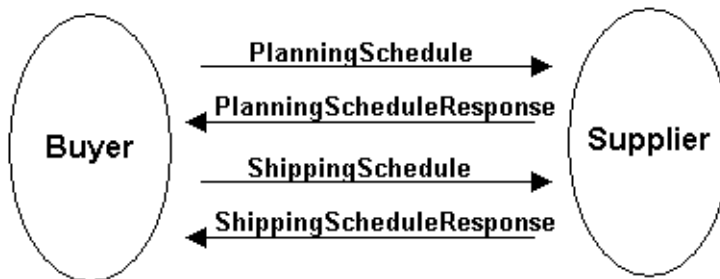 PlanningSchedule
PlanningScheduleResponse
Buyer
Supplier
ShippingSchedule
ShippingScheduleResponse